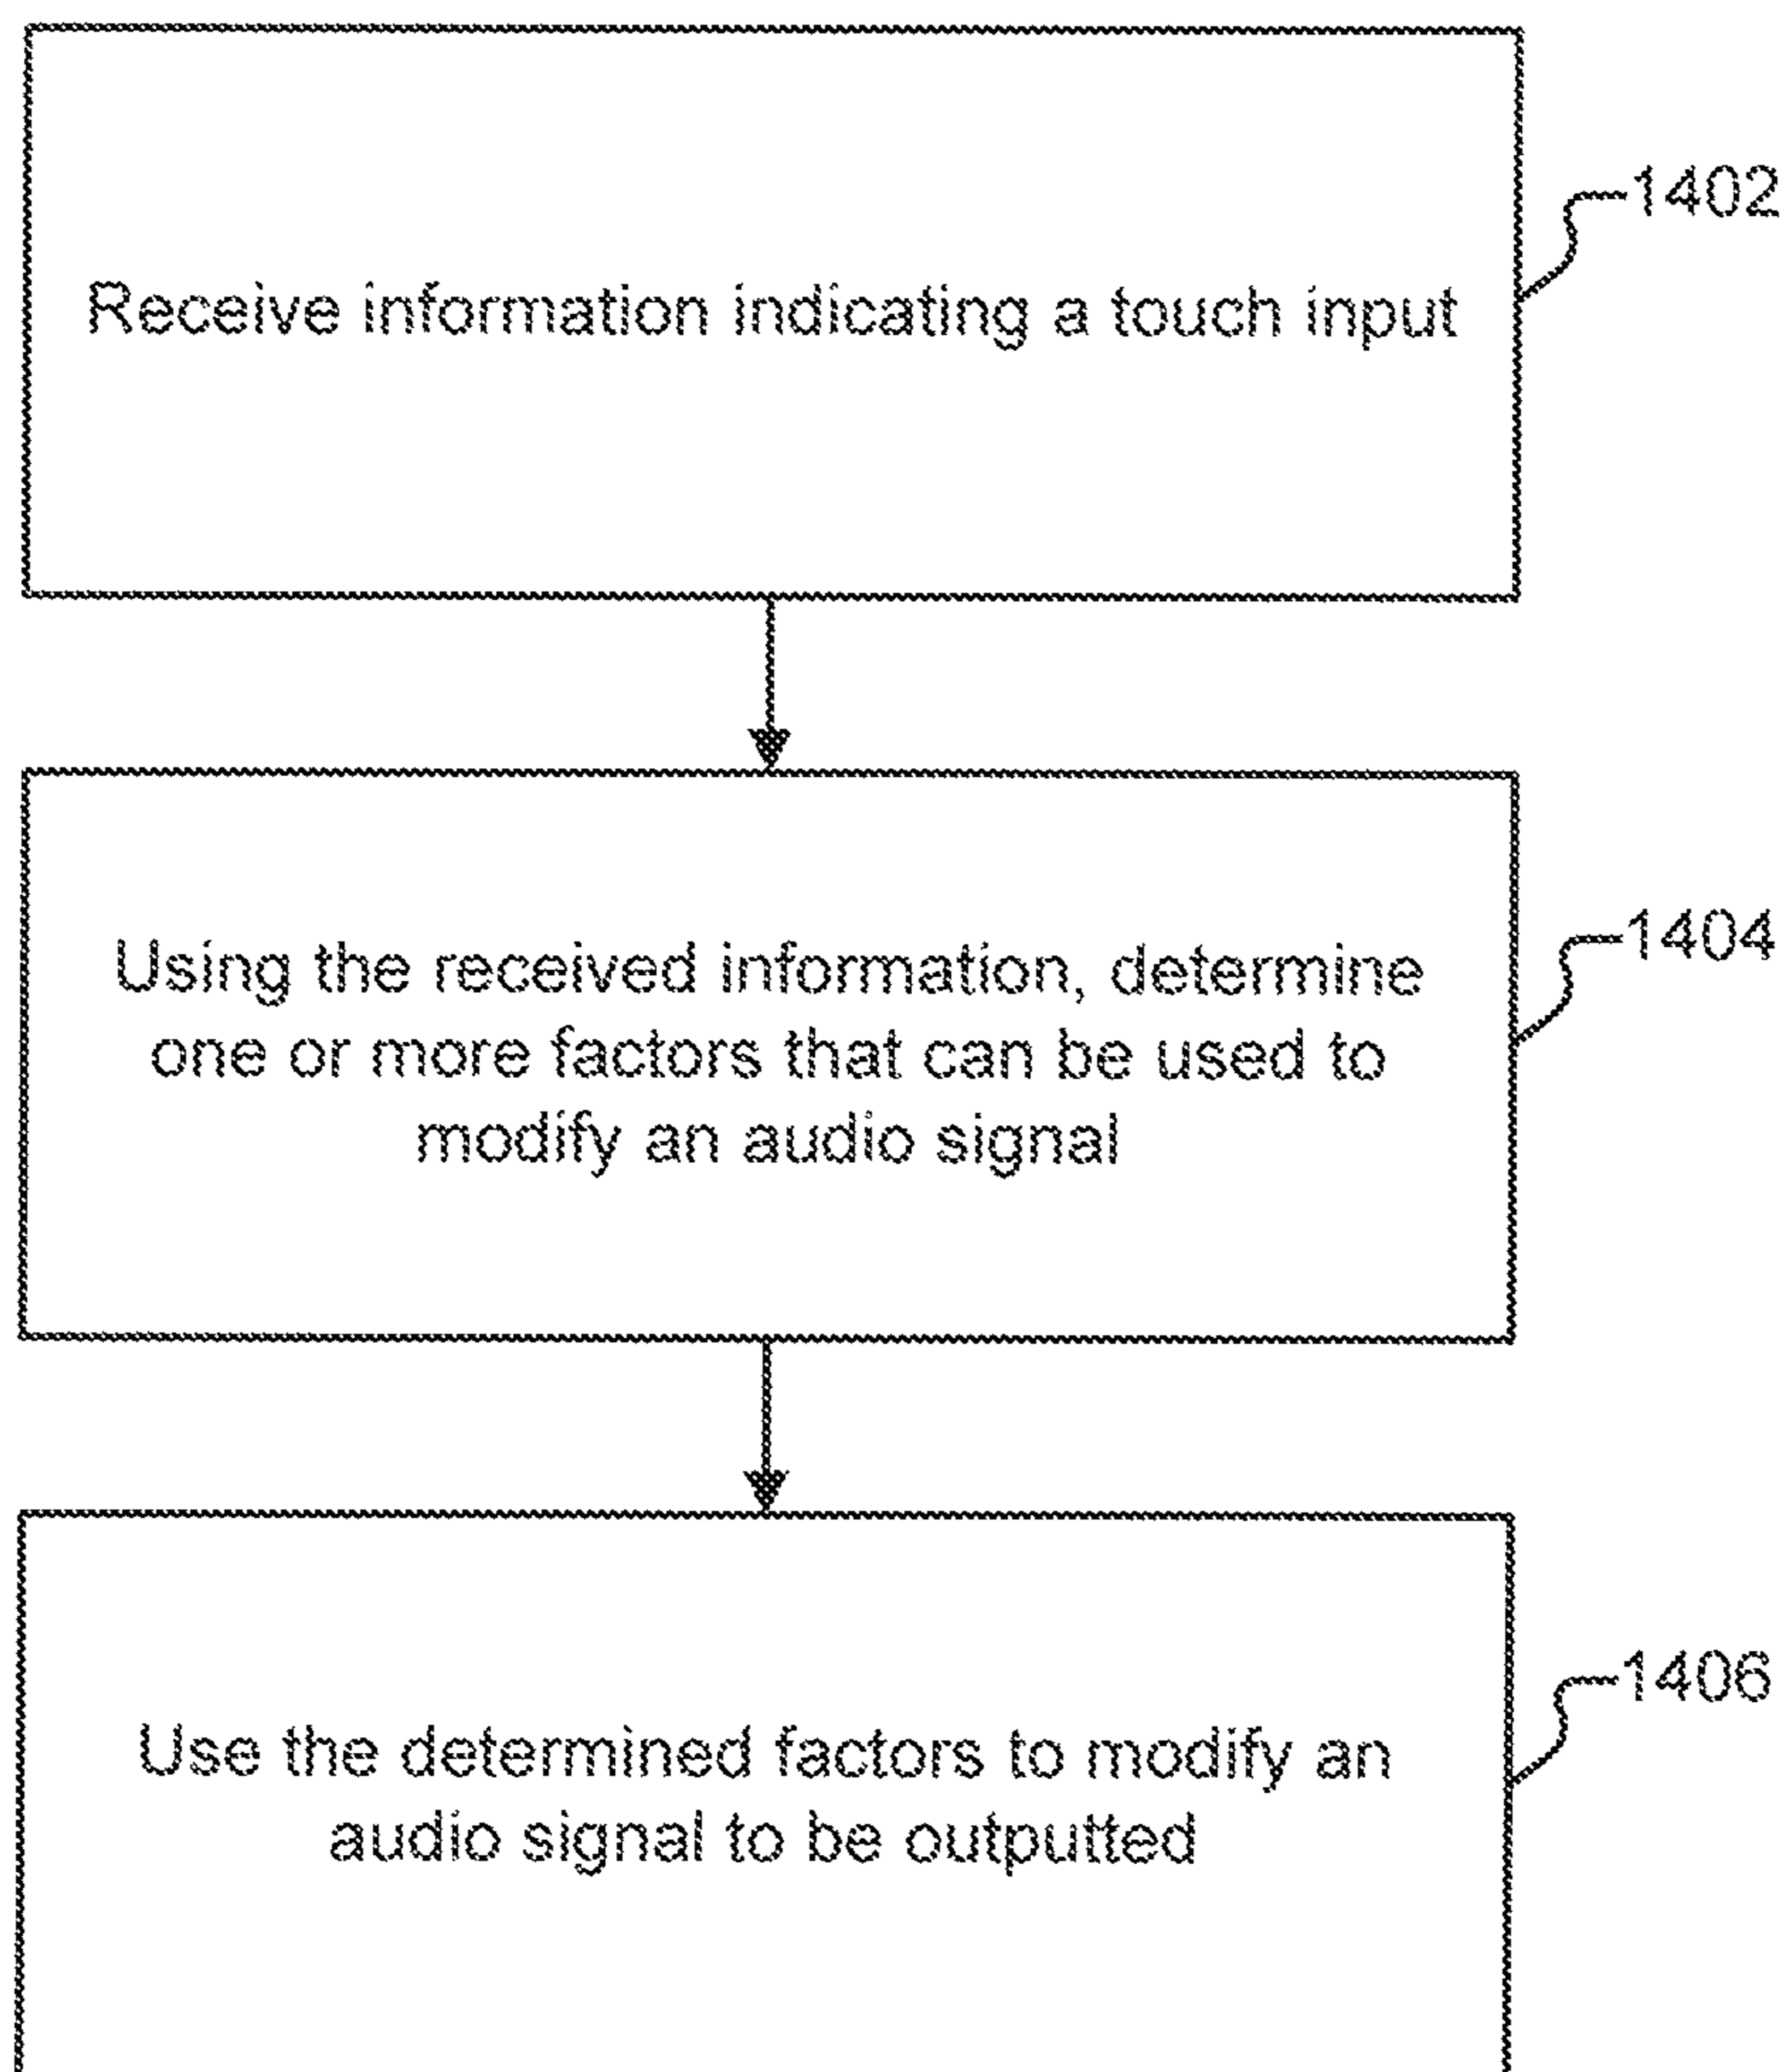 1402
Receive information indicating a touch input
1404
Using the received information, determine
one or more factors that can be used to
modify an audio signal
1406
Use the determined factors to modify an
audio signal to be outputted